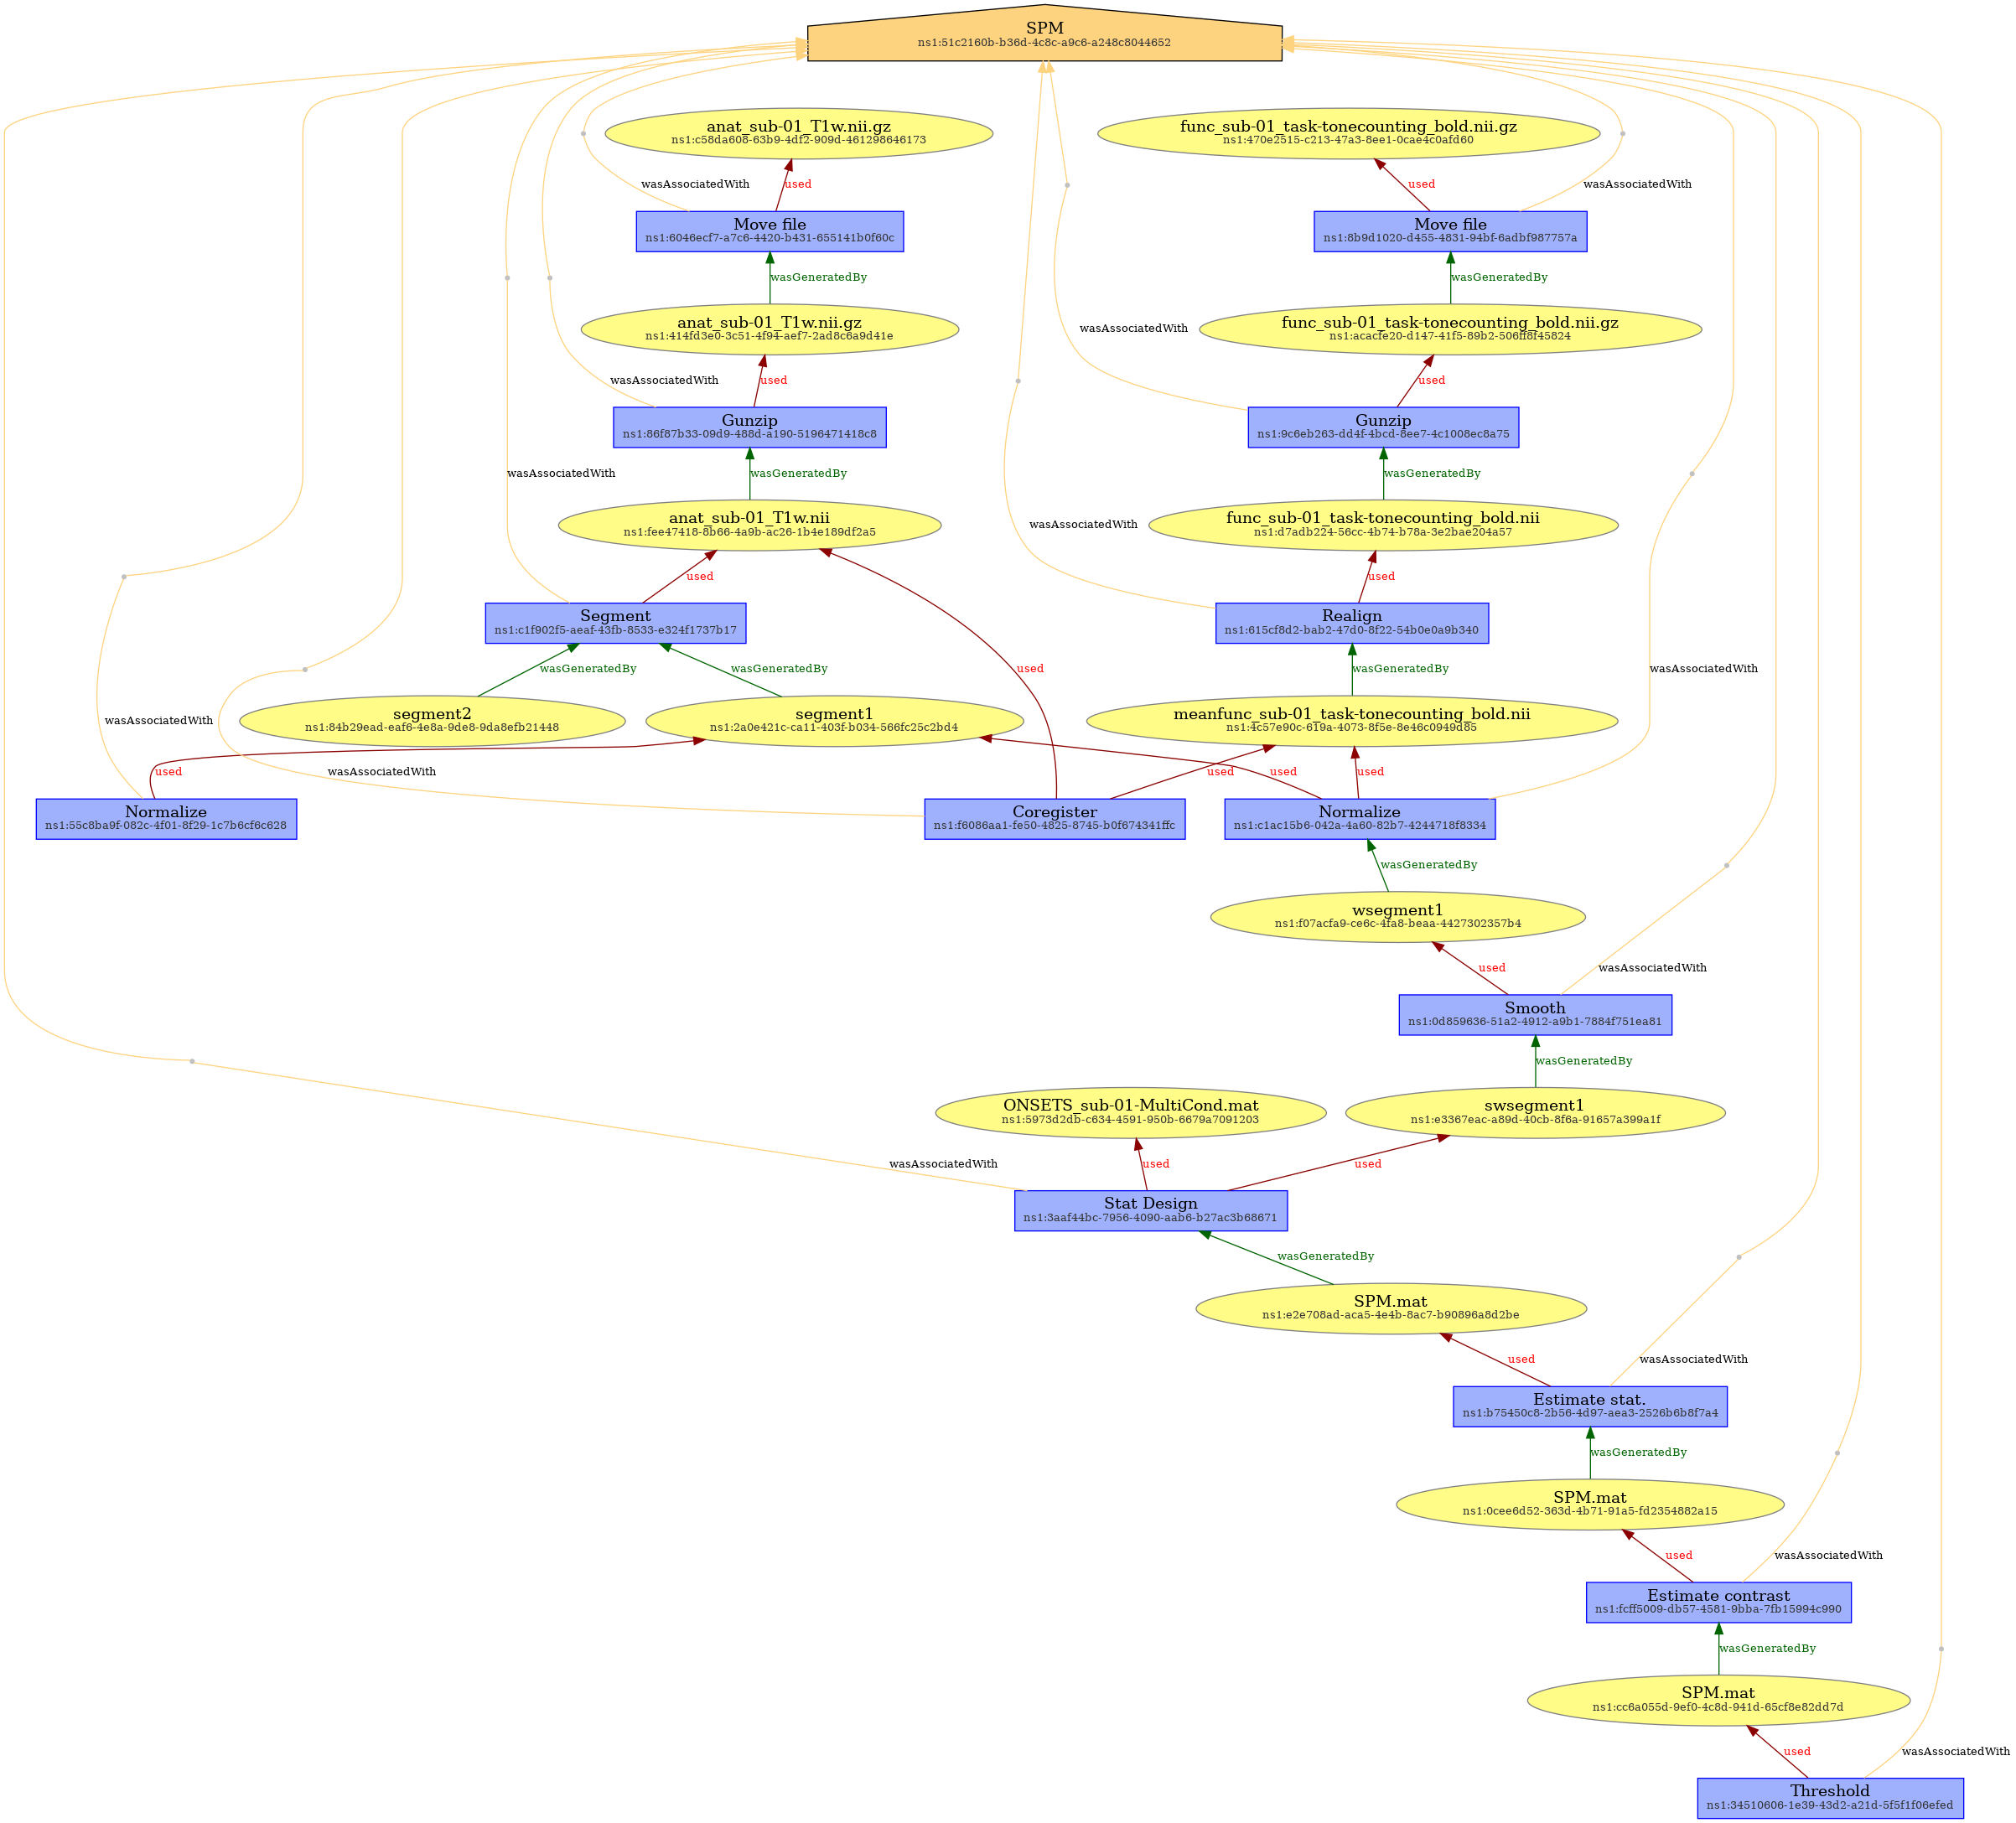 SPM
ns1:51c2160b-b36d-4c8c-a9c6-a248c8044652
anat_sub-01_T1w.nii.gz
ns1:c58da608-63b9-4df2-909d-461298646173
func_sub-01_task-tonecounting_bold.nii.gz
ns1:470e2515-c213-47a3-8ee1-0cae4c0afd60
wasAssociatedWith
used
used
wasAssociatedWith
Move file
ns1:6046ecf7-a7c6-4420-b431-655141b0f60c
Move file
ns1:8b9d1020-d455-4831-94bf-6adbf987757a
wasGeneratedBy
wasGeneratedBy
anat_sub-01_T1w.nii.gz
ns1:414fd3e0-3c51-4f94-aef7-2ad8c6a9d41e
func_sub-01_task-tonecounting_bold.nii.gz
ns1:acacfe20-d147-41f5-89b2-506ff8f45824
wasAssociatedWith
wasAssociatedWith
used
used
Gunzip
ns1:86f87b33-09d9-488d-a190-5196471418c8
Gunzip
ns1:9c6eb263-dd4f-4bcd-8ee7-4c1008ec8a75
wasAssociatedWith
wasGeneratedBy
wasGeneratedBy
anat_sub-01_T1w.nii
ns1:fee47418-8b66-4a9b-ac26-1b4e189df2a5
wasAssociatedWith
func_sub-01_task-tonecounting_bold.nii
ns1:d7adb224-56cc-4b74-b78a-3e2bae204a57
used
used
Segment
ns1:c1f902f5-aeaf-43fb-8533-e324f1737b17
Realign
ns1:615cf8d2-bab2-47d0-8f22-54b0e0a9b340
wasGeneratedBy
wasGeneratedBy
used
wasGeneratedBy
wasAssociatedWith
wasAssociatedWith
segment2
ns1:84b29ead-eaf6-4e8a-9de8-9da8efb21448
segment1
ns1:2a0e421c-ca11-403f-b034-566fc25c2bd4
meanfunc_sub-01_task-tonecounting_bold.nii
ns1:4c57e90c-619a-4073-8f5e-8e46c0949d85
used
wasAssociatedWith
used
used
used
Normalize
ns1:55c8ba9f-082c-4f01-8f29-1c7b6cf6c628
Coregister
ns1:f6086aa1-fe50-4825-8745-b0f674341ffc
Normalize
ns1:c1ac15b6-042a-4a60-82b7-4244718f8334
wasGeneratedBy
wsegment1
ns1:f07acfa9-ce6c-4fa8-beaa-4427302357b4
used
wasAssociatedWith
Smooth
ns1:0d859636-51a2-4912-a9b1-7884f751ea81
wasGeneratedBy
ONSETS_sub-01-MultiCond.mat
ns1:5973d2db-c634-4591-950b-6679a7091203
swsegment1
ns1:e3367eac-a89d-40cb-8f6a-91657a399a1f
wasAssociatedWith
used
used
Stat Design
ns1:3aaf44bc-7956-4090-aab6-b27ac3b68671
wasGeneratedBy
SPM.mat
ns1:e2e708ad-aca5-4e4b-8ac7-b90896a8d2be
used
wasAssociatedWith
Estimate stat.
ns1:b75450c8-2b56-4d97-aea3-2526b6b8f7a4
wasGeneratedBy
SPM.mat
ns1:0cee6d52-363d-4b71-91a5-fd2354882a15
used
wasAssociatedWith
Estimate contrast
ns1:fcff5009-db57-4581-9bba-7fb15994c990
wasGeneratedBy
SPM.mat
ns1:cc6a055d-9ef0-4c8d-941d-65cf8e82dd7d
used
wasAssociatedWith
Threshold
ns1:34510606-1e39-43d2-a21d-5f5f1f06efed